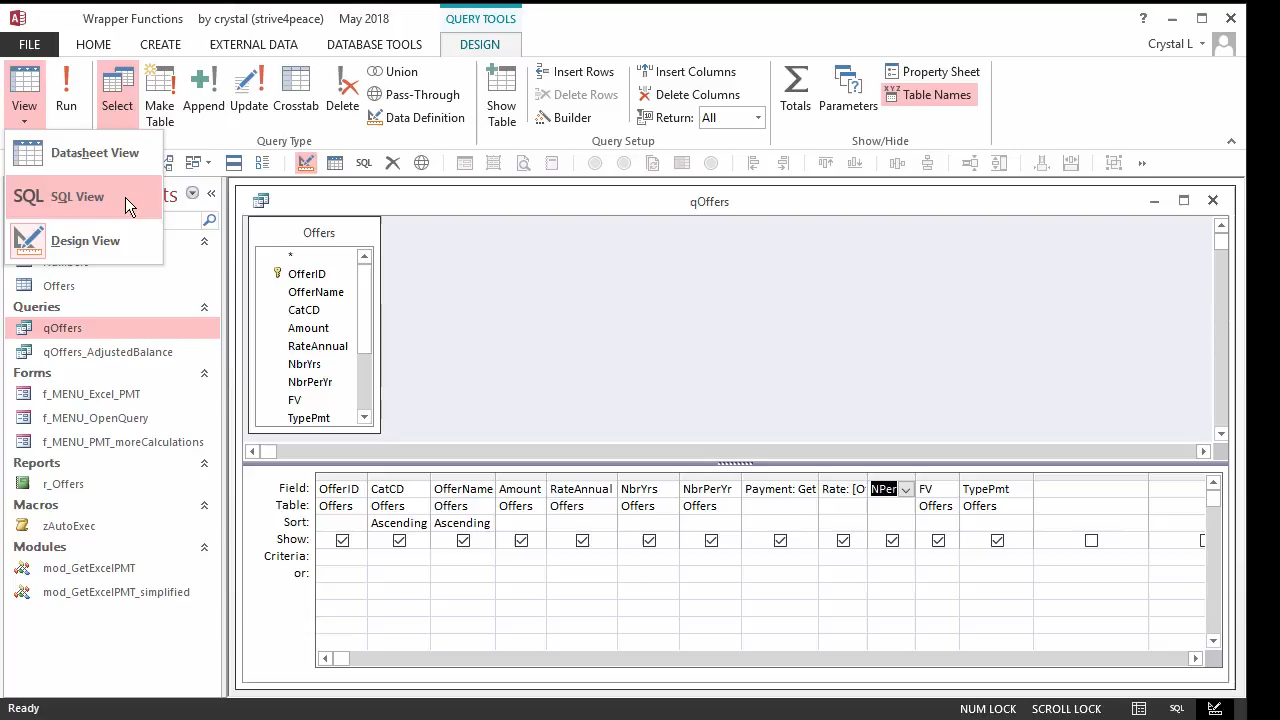 Wrapper Functions by crystal (strive4peace) May 2018
QUERY TOOLS
?
FILE HOME CREATE EXTERNAL DATA DATABASE TOOLS DESIGN
Crystal L
View
Run
Select
Make Table
Append
Update
Crosstab
Delete
Union
Pass-Through
Data Definition
Query Type
Show Table
Insert Rows
Delete Rows
Builder
Insert Columns
Delete Columns
Return: All
Query Setup
Totals
Parameters
Property Sheet
XYZ Table Names
Show/Hide
Datasheet View
SQL SQL View
Design View
SQL
ts
Offers
Queries
qOffers
qOffers_AdjustedBalance
Forms
f_MENU_Excel_PMT
f_MENU_OpenQuery
f_MENU_PMT_moreCalculations
Reports
r_Offers
Macros
zAutoExec
Modules
mod_GetExcelPMT
mod_GetExcelPMT_simplified
qOffers
Offers
*
OfferID
OfferName
CatCD
Amount
RateAnnual
NbrYrs
NbrPerYr
FV
TypePmt
Field: OfferID CatCD OfferName Amount RateAnnual NbrYrs NbrPerYr Payment: Get Rate: [O NPer FV TypePmt
Table: Offers Offers Offers Offers Offers Offers Offers Offers Offers
Sort: Ascending Ascending
Show:
Criteria:
or:
Ready
NUM LOCK SCROLL LOCK SQL